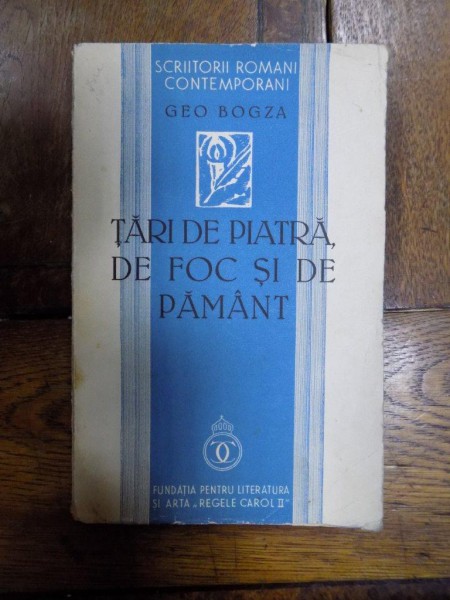 SCRIITORII ROMANI
CONTEMPORANI
GEO BOGZA
ȚĂRI DE PIATRĂ,
DE FOC ȘI DE
PĂMÂNT
FUNDAȚIA PENTRU LITERATURA
ȘI ARTA „REGELE CAROL II"